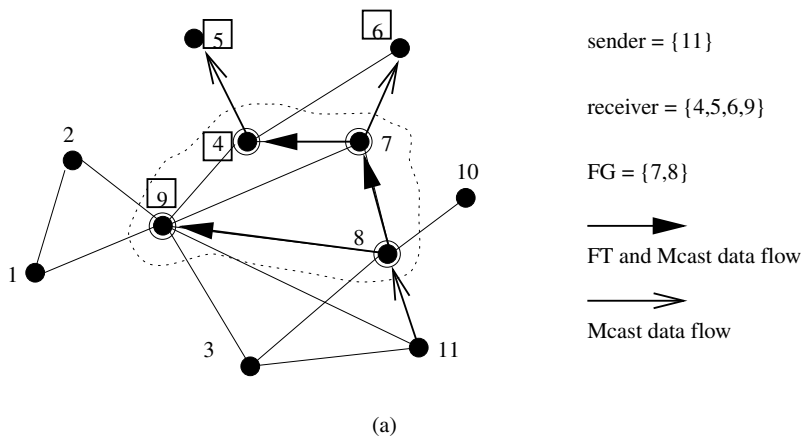 5
6
sender = {11}
receiver = {4,5,6,9}
2
4
7
FG = {7,8}
10
9
8
FT and Mcast data flow
1
Mcast data flow
3
11
(a)